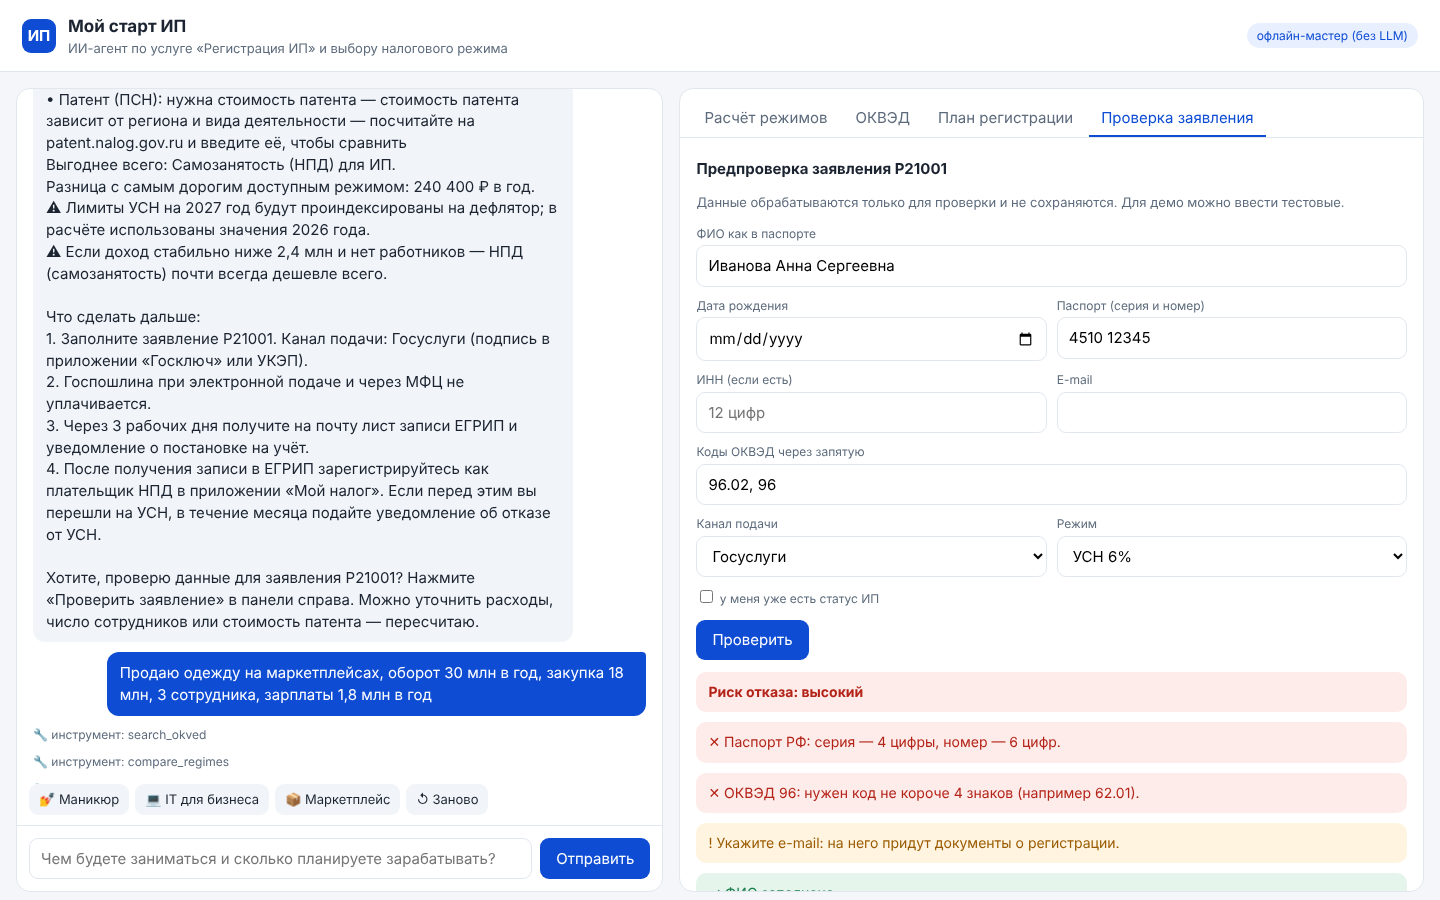 ИП
Мой старт ИП
ИИ-агент по услуге «Регистрация ИП» и выбору налогового режима
офлайн-мастер (без LLM)
• Патент (ПСН): нужна стоимость патента — стоимость патента
зависит от региона и вида деятельности — посчитайте на
patent.nalog.gov.ru и введите её, чтобы сравнить
Выгоднее всего: Самозанятость (НПД) для ИП.
Разница с самым дорогим доступным режимом: 240 400 ₽ в год.
⚠ Лимиты УСН на 2027 год будут проиндексированы на дефлятор; в
расчёте использованы значения 2026 года.
⚠ Если доход стабильно ниже 2,4 млн и нет работников — НПД
(самозанятость) почти всегда дешевле всего.
Что сделать дальше:
1. Заполните заявление Р21001. Канал подачи: Госуслуги (подпись в
приложении «Госключ» или УКЭП).
2. Госпошлина при электронной подаче и через МФЦ не
уплачивается.
3. Через 3 рабочих дня получите на почту лист записи ЕГРИП и
уведомление о постановке на учёт.
4. После получения записи в ЕГРИП зарегистрируйтесь как
плательщик НПД в приложении «Мой налог». Если перед этим вы
перешли на УСН, в течение месяца подайте уведомление об отказе
от УСН.
Хотите, проверю данные для заявления Р21001? Нажмите
«Проверить заявление» в панели справа. Можно уточнить расходы,
число сотрудников или стоимость патента — пересчитаю.
Продаю одежду на маркетплейсах, оборот 30 млн в год, закупка 18
млн, 3 сотрудника, зарплаты 1,8 млн в год
🔧 инструмент: search_okved
🔧 инструмент: compare_regimes
💅 Маникюр
💻 IT для бизнеса
📦 Маркетплейс
↺ Заново
Чем будете заниматься и сколько планируете зарабатывать?
Отправить
Расчёт режимов
ОКВЭД
План регистрации
Проверка заявления
Предпроверка заявления Р21001
Данные обрабатываются только для проверки и не сохраняются. Для демо можно ввести тестовые.
ФИО как в паспорте
Иванова Анна Сергеевна
Дата рождения
Паспорт (серия и номер)
mm/dd/yyyy
4510 12345
ИНН (если есть)
E-mail
12 цифр
Коды ОКВЭД через запятую
96.02, 96
Канал подачи
Режим
Госуслуги
УСН 6%
у меня уже есть статус ИП
Проверить
Риск отказа: высокий
✕ Паспорт РФ: серия — 4 цифры, номер — 6 цифр.
✕ ОКВЭД 96: нужен код не короче 4 знаков (например 62.01).
! Укажите e-mail: на него придут документы о регистрации.